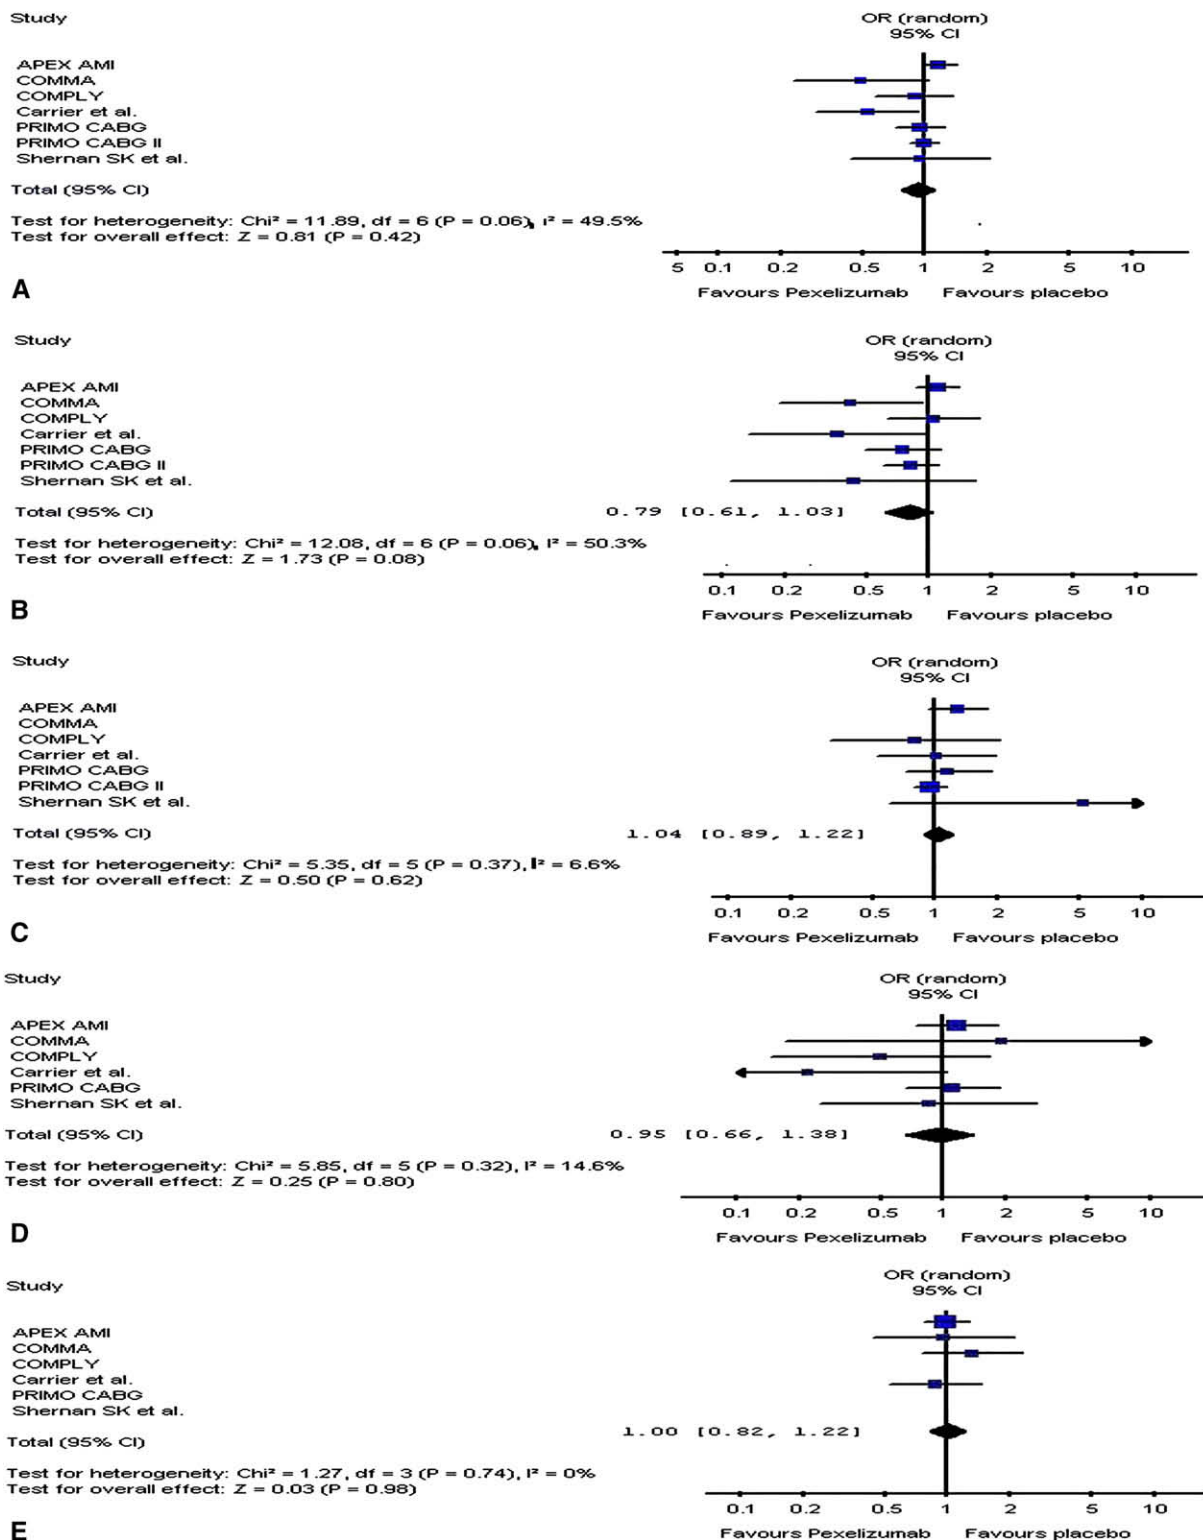 Study OR (random)
95% CI
APEX AMI
COMMA
COMPLY
Carrier et al.
PRIMO CABG
PRIMO CABG II
Shernan SK et al.
Total (95% CI)
Test for heterogeneity: Chi² = 11.89, df = 6 (P = 0.06), I² = 49.5%
Test for overall effect: Z = 0.81 (P = 0.42)
5 0.1 0.2 0.5 1 2 5 10
A
Favours Pexelizumab Favours placebo
Study OR (random)
95% CI
APEX AMI
COMMA
COMPLY
Carrier et al.
PRIMO CABG
PRIMO CABG II
Shernan SK et al.
Total (95% CI) 0.79 [0.61, 1.03]
Test for heterogeneity: Chi² = 12.08, df = 6 (P = 0.06), I² = 50.3%
Test for overall effect: Z = 1.73 (P = 0.08)
0.1 0.2 0.5 1 2 5 10
B
Favours Pexelizumab Favours placebo
Study OR (random)
95% CI
APEX AMI
COMMA
COMPLY
Carrier et al.
PRIMO CABG
PRIMO CABG II
Shernan SK et al.
Total (95% CI) 1.04 [0.89, 1.22]
Test for heterogeneity: Chi² = 5.35, df = 5 (P = 0.37), I² = 6.6%
Test for overall effect: Z = 0.50 (P = 0.62)
0.1 0.2 0.5 1 2 5 10
C
Favours Pexelizumab Favours placebo
Study OR (random)
95% CI
APEX AMI
COMMA
COMPLY
Carrier et al.
PRIMO CABG
Shernan SK et al.
Total (95% CI) 0.95 [0.66, 1.38]
Test for heterogeneity: Chi² = 5.85, df = 5 (P = 0.32), I² = 14.6%
Test for overall effect: Z = 0.25 (P = 0.80)
0.1 0.2 0.5 1 2 5 10
D
Favours Pexelizumab Favours placebo
Study OR (random)
95% CI
APEX AMI
COMMA
COMPLY
Carrier et al.
PRIMO CABG
Shernan SK et al.
Total (95% CI) 1.00 [0.82, 1.22]
Test for heterogeneity: Chi² = 1.27, df = 3 (P = 0.74), I² = 0%
Test for overall effect: Z = 0.03 (P = 0.98)
0.1 0.2 0.5 1 2 5 10
E
Favours Pexelizumab Favours placebo